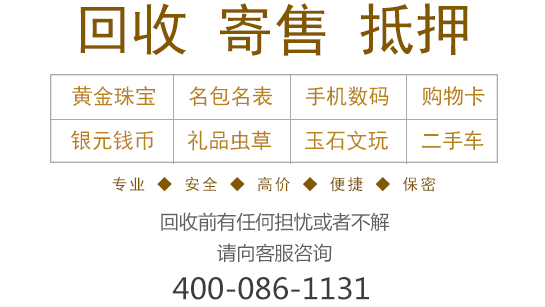 回收 寄售 抵押
黄金珠宝 名包名表 手机数码 购物卡
银元钱币 礼品虫草 玉石文玩 二手车
专业 ◆ 安全 ◆ 高价 ◆ 便捷 ◆ 保密
回收前有任何担忧或者不解
请向客服咨询
400-086-1131